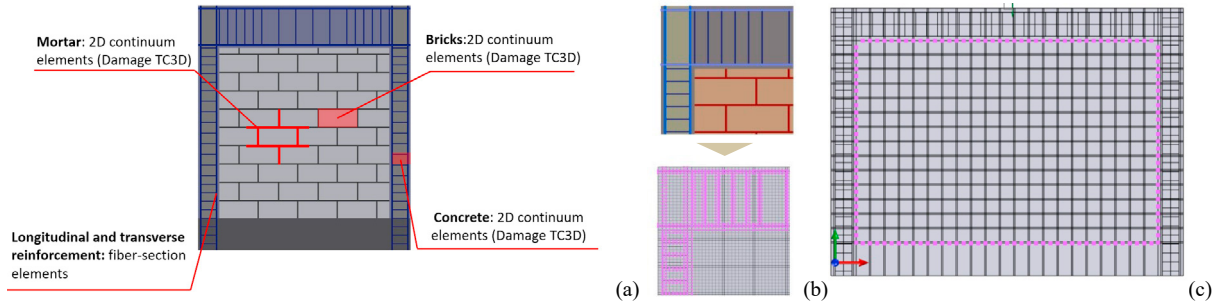 Mortar: 2D continuum
elements (Damage TC3D)
Bricks:2D continuum
elements (Damage TC3D)
Concrete: 2D continuum
elements (Damage TC3D)
Longitudinal and transverse
reinforcement: fiber-section
elements
(a)
(b)
(c)